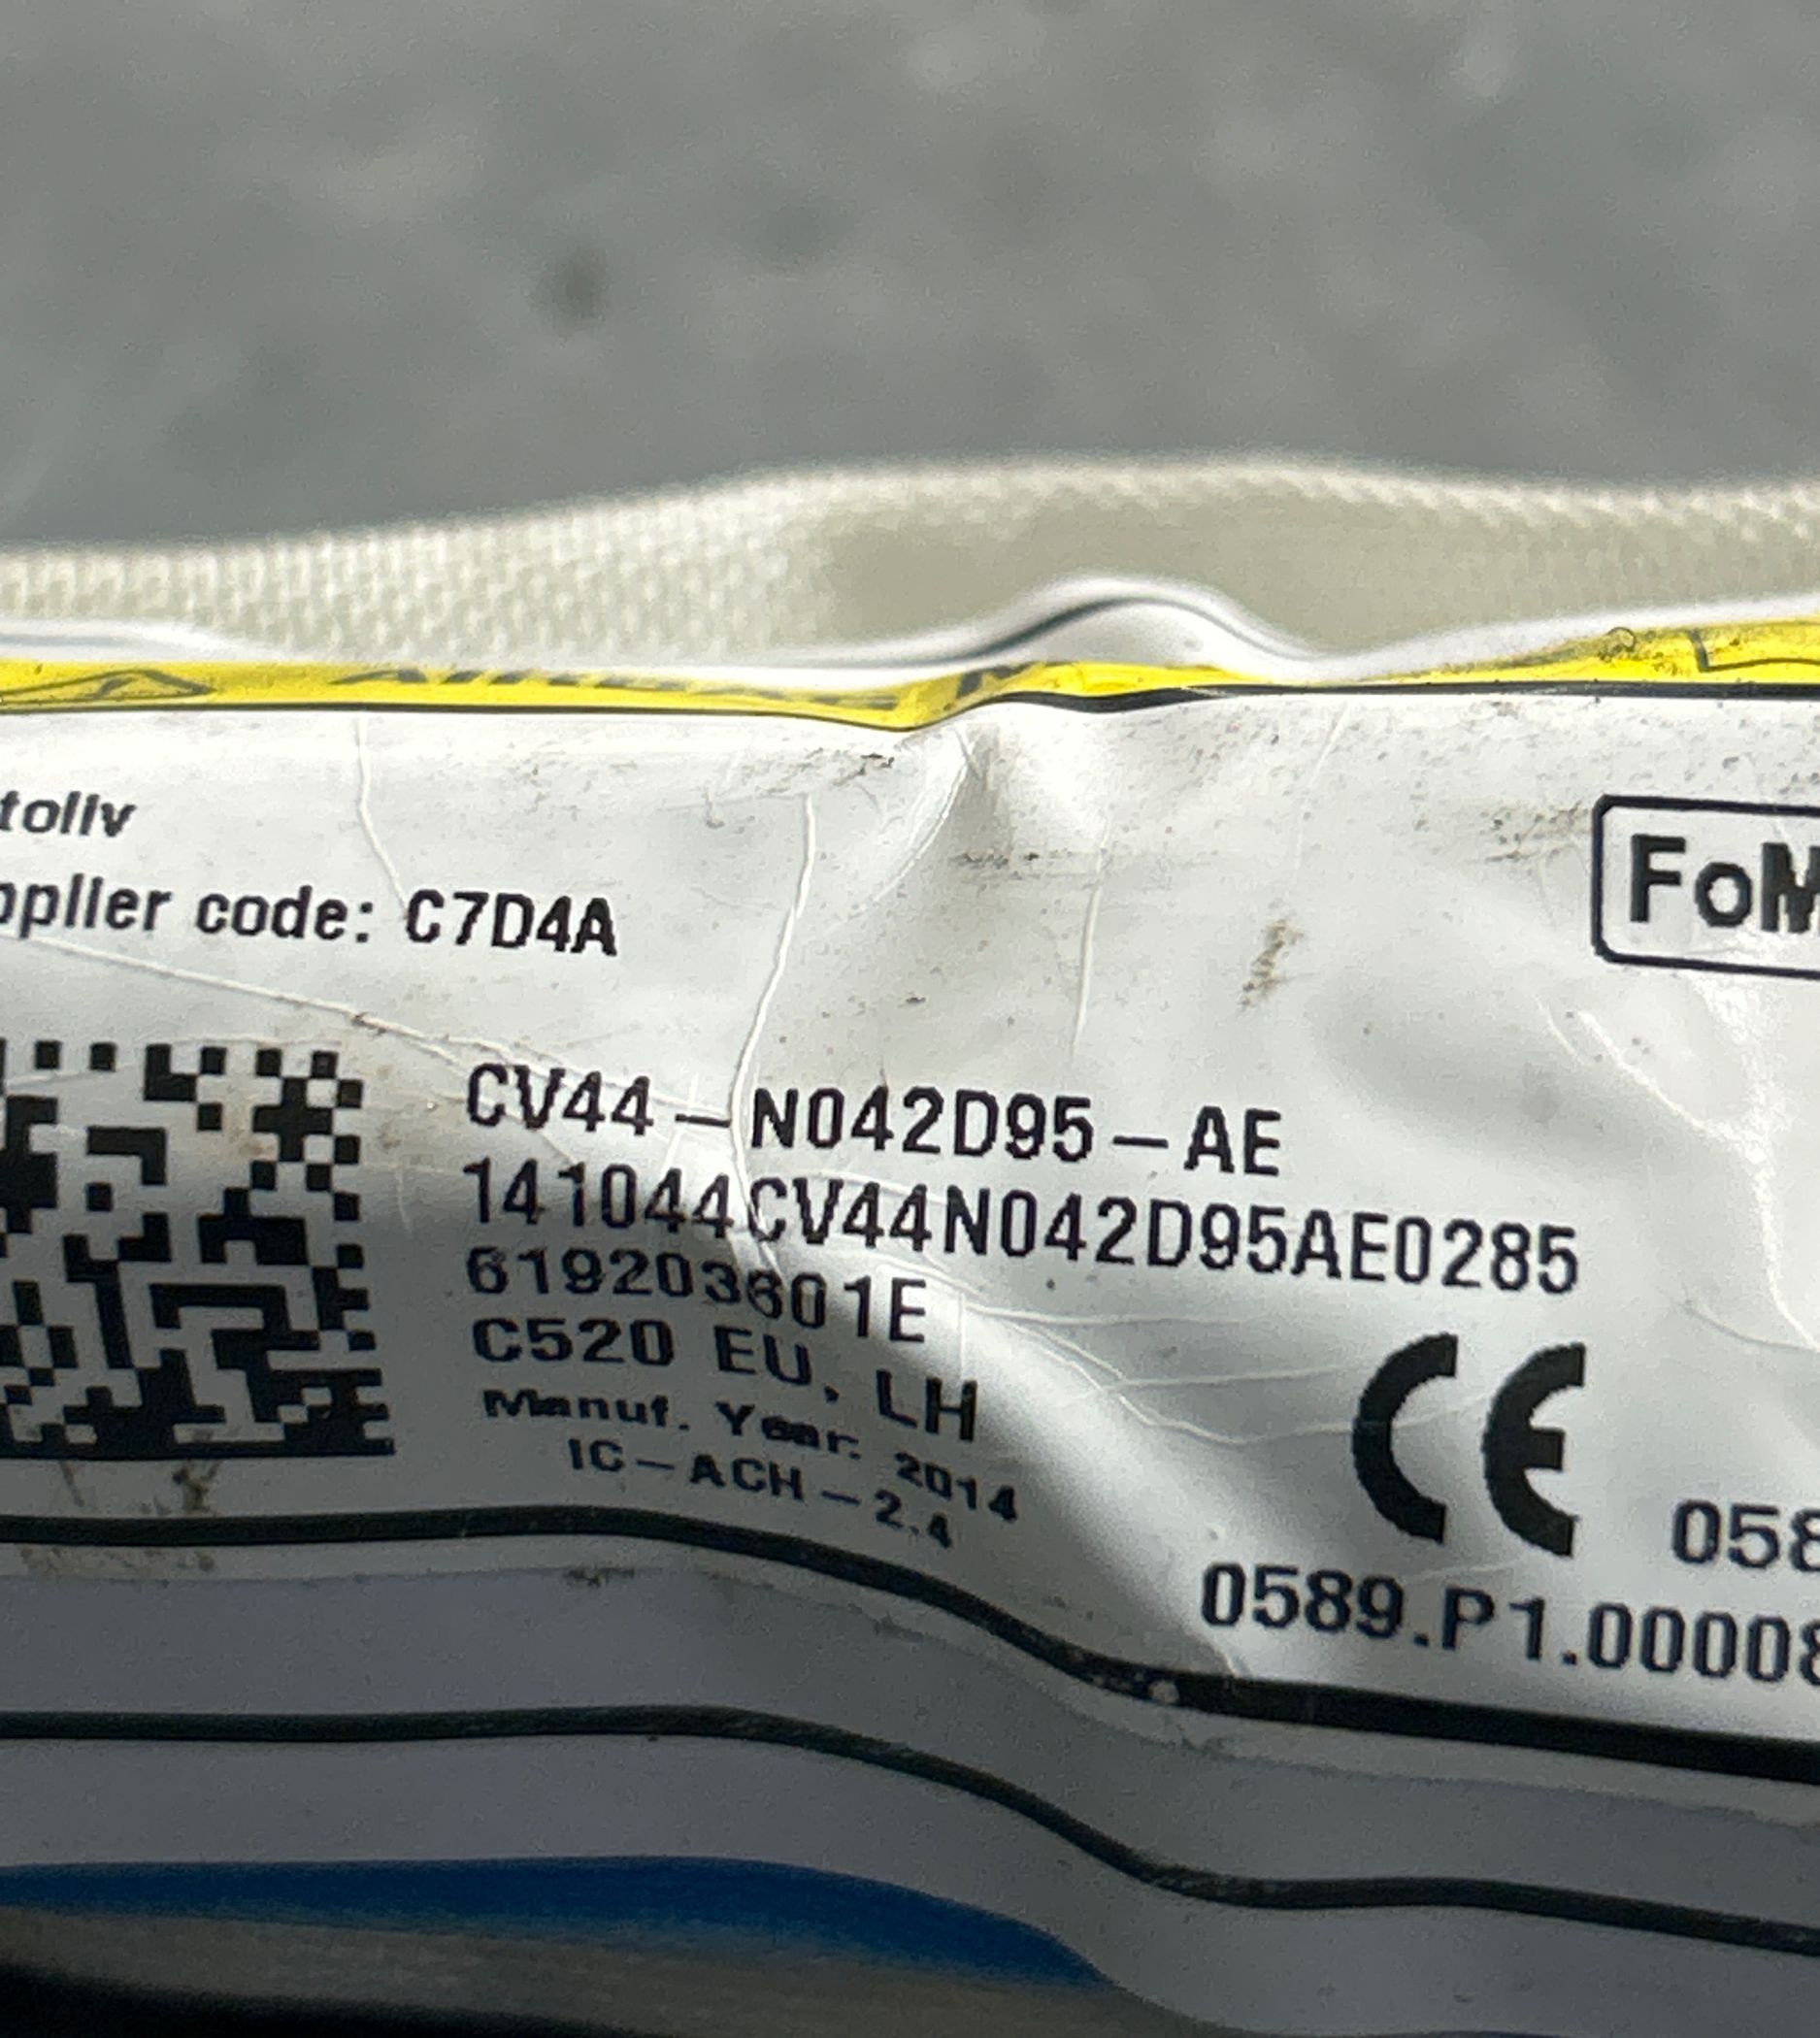 AIRBAG
toliv
pplier code: C7D4A
FoM
CV44-N042D95-AE
141044CV44N042D95AE0285
619203601E
C520 EU, LH
Manuf. Year: 2014
IC-ACH-2.4
CE 058
0589.P1.00008